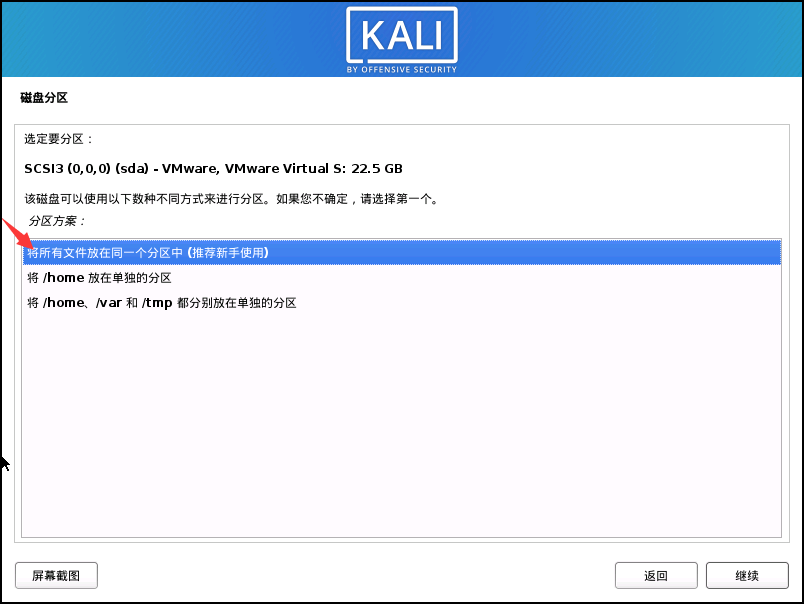 KALI
BY OFFENSIVE SECURITY
磁盘分区
选定要分区：
SCSI3 (0,0,0) (sda) - VMware, VMware Virtual S: 22.5 GB
该磁盘可以使用以下数种不同方式来进行分区。如果您不确定，请选择第一个。
分区方案：
将所有文件放在同一个分区中 (推荐新手使用)
将 /home 放在单独的分区
将 /home、/var 和 /tmp 都分别放在单独的分区
屏幕截图 返回 继续